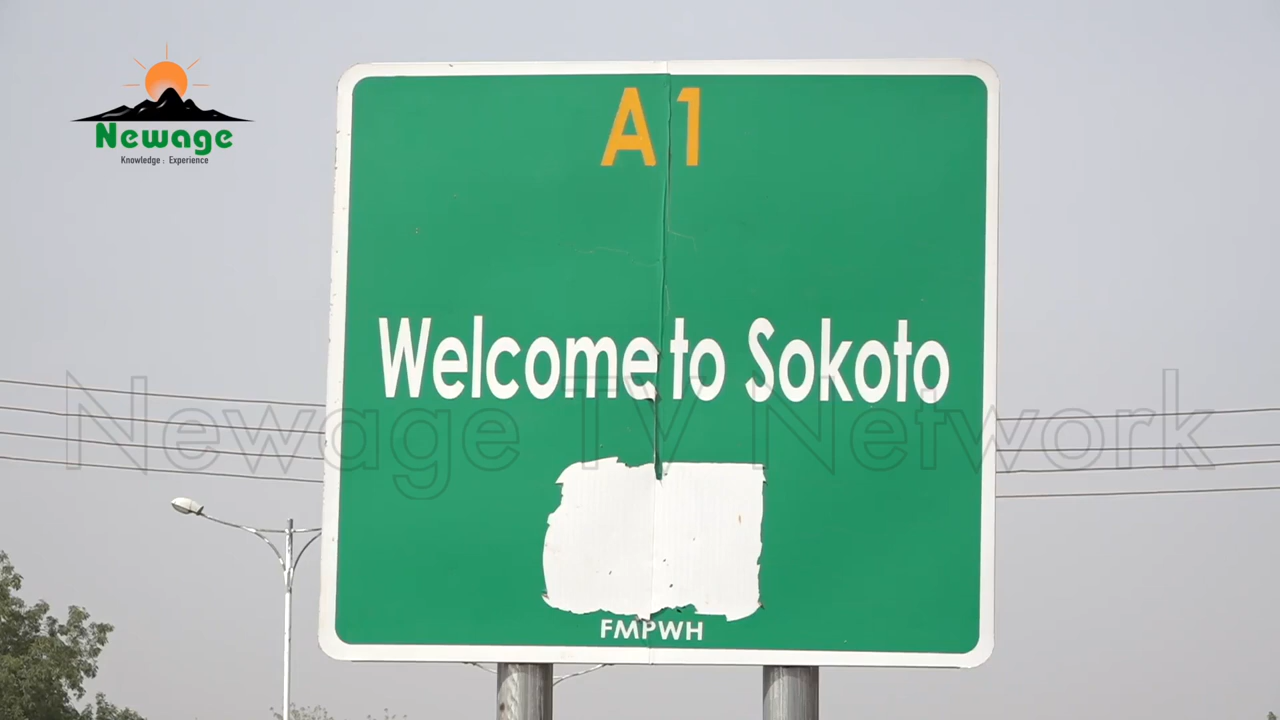 Newage
Knowledge : Experience
A1
Welcome to Sokoto
Newage TV Network
FMPWH